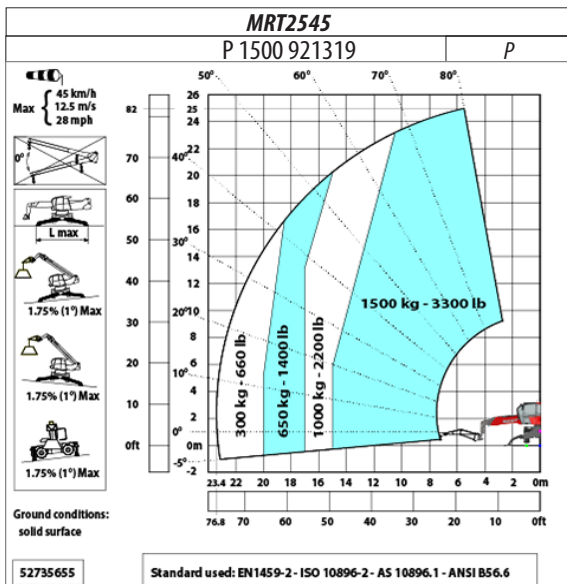 MRT2545
P 1500 921319
P
Max
45 km/h
12.5 m/s
28 mph
0°
L max
1.75% (1°) Max
1.75% (1°) Max
1.75% (1°) Max
Ground conditions:
solid surface
52735655
82
70
60
50
40
30
20
10
0ft
26
25
24
22
20
18
16
14
12
10
8
6
4
2
0m
-2
50°
60°
70°
80°
40°
30°
20°
10°
0°
-5°
300 kg - 660 lb
650 kg - 1400 lb
1000 kg - 2200 lb
1500 kg - 3300 lb
23.4 22 20 18 16 14 12 10 8 6 4 2 0m
76.8 70 60 50 40 30 20 10 0ft
Standard used: EN1459-2 - ISO 10896-2 - AS 10896.1 - ANSI B56.6